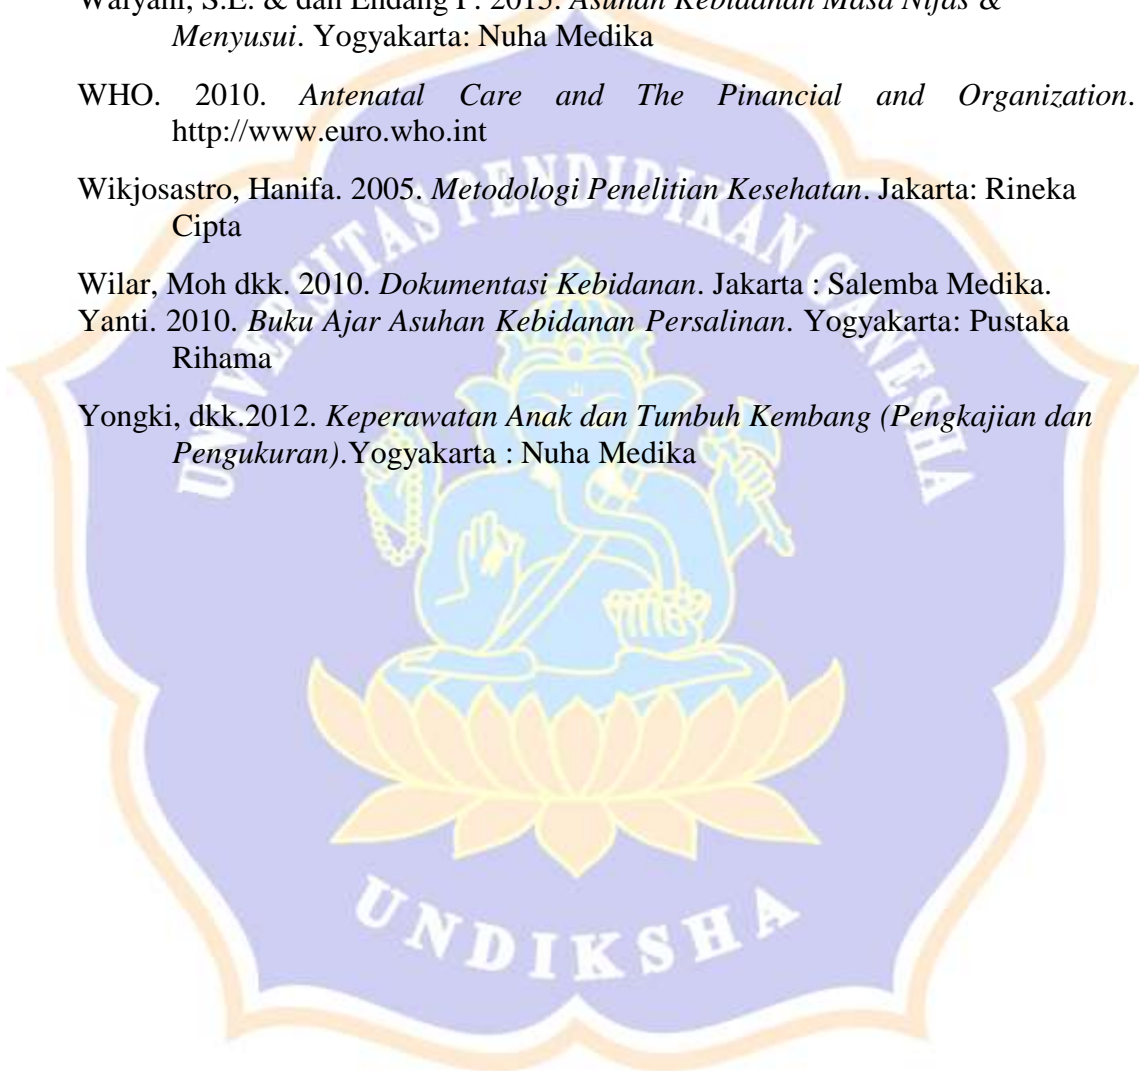 Menyusui. Yogyakarta: Nuha Medika
WHO. 2010. Antenatal Care and The Pinancial and Organization.
http://www.euro.who.int
Wikjosastro, Hanifa. 2005. Metodologi Penelitian Kesehatan. Jakarta: Rineka
Cipta
Wilar, Moh dkk. 2010. Dokumentasi Kebidanan. Jakarta : Salemba Medika.
Yanti. 2010. Buku Ajar Asuhan Kebidanan Persalinan. Yogyakarta: Pustaka
Rihama
Yongki, dkk.2012. Keperawatan Anak dan Tumbuh Kembang (Pengkajian dan
Pengukuran).Yogyakarta : Nuha Medika
UNIVERSITAS PENDIDIKAN GANESHA
UNDIKSHA